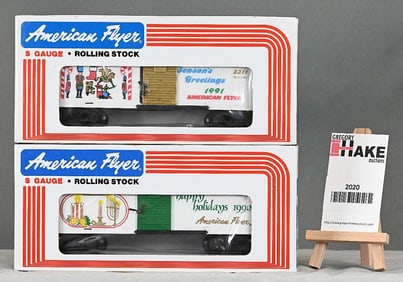 American Flyer
S GAUGE • ROLLING STOCK
Season's
Greetings
1991
AMERICAN FLYER
American Flyer
S GAUGE • ROLLING STOCK
Happy
holidays
American Flyer
GREGORY
HAKE
auctions
2020